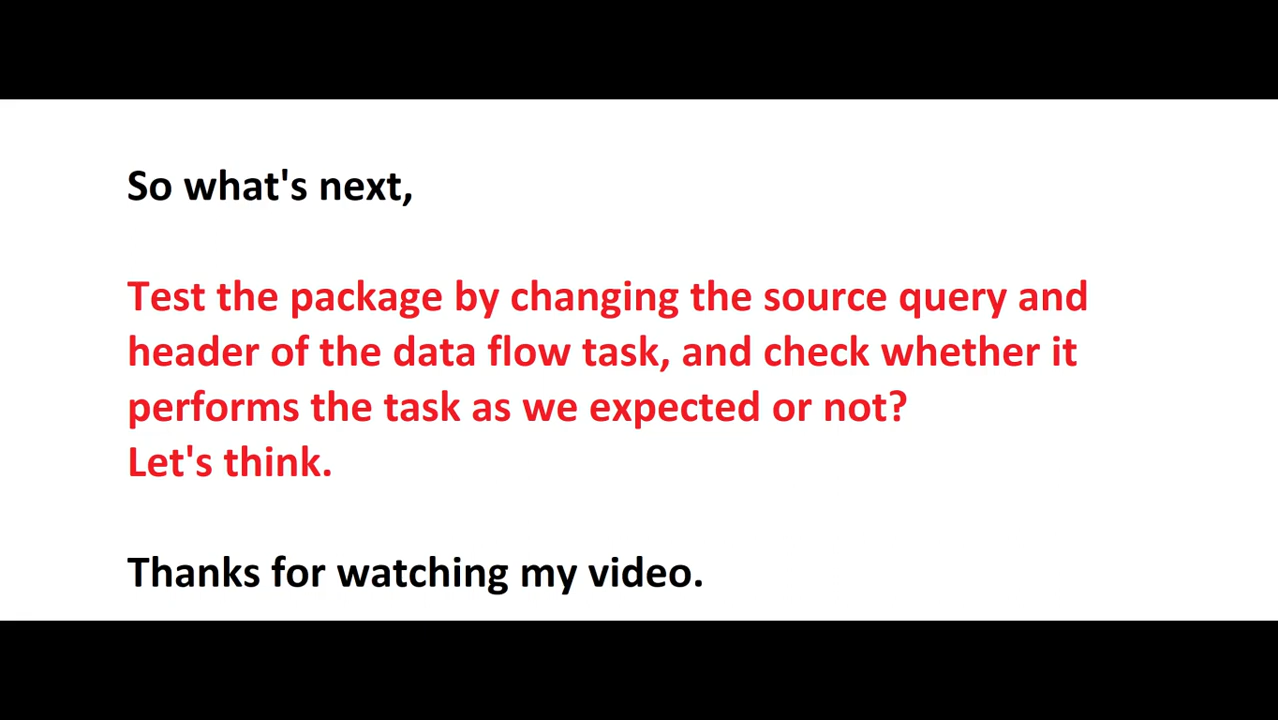 So what's next,
Test the package by changing the source query and
header of the data flow task, and check whether it
performs the task as we expected or not?
Let's think.
Thanks for watching my video.